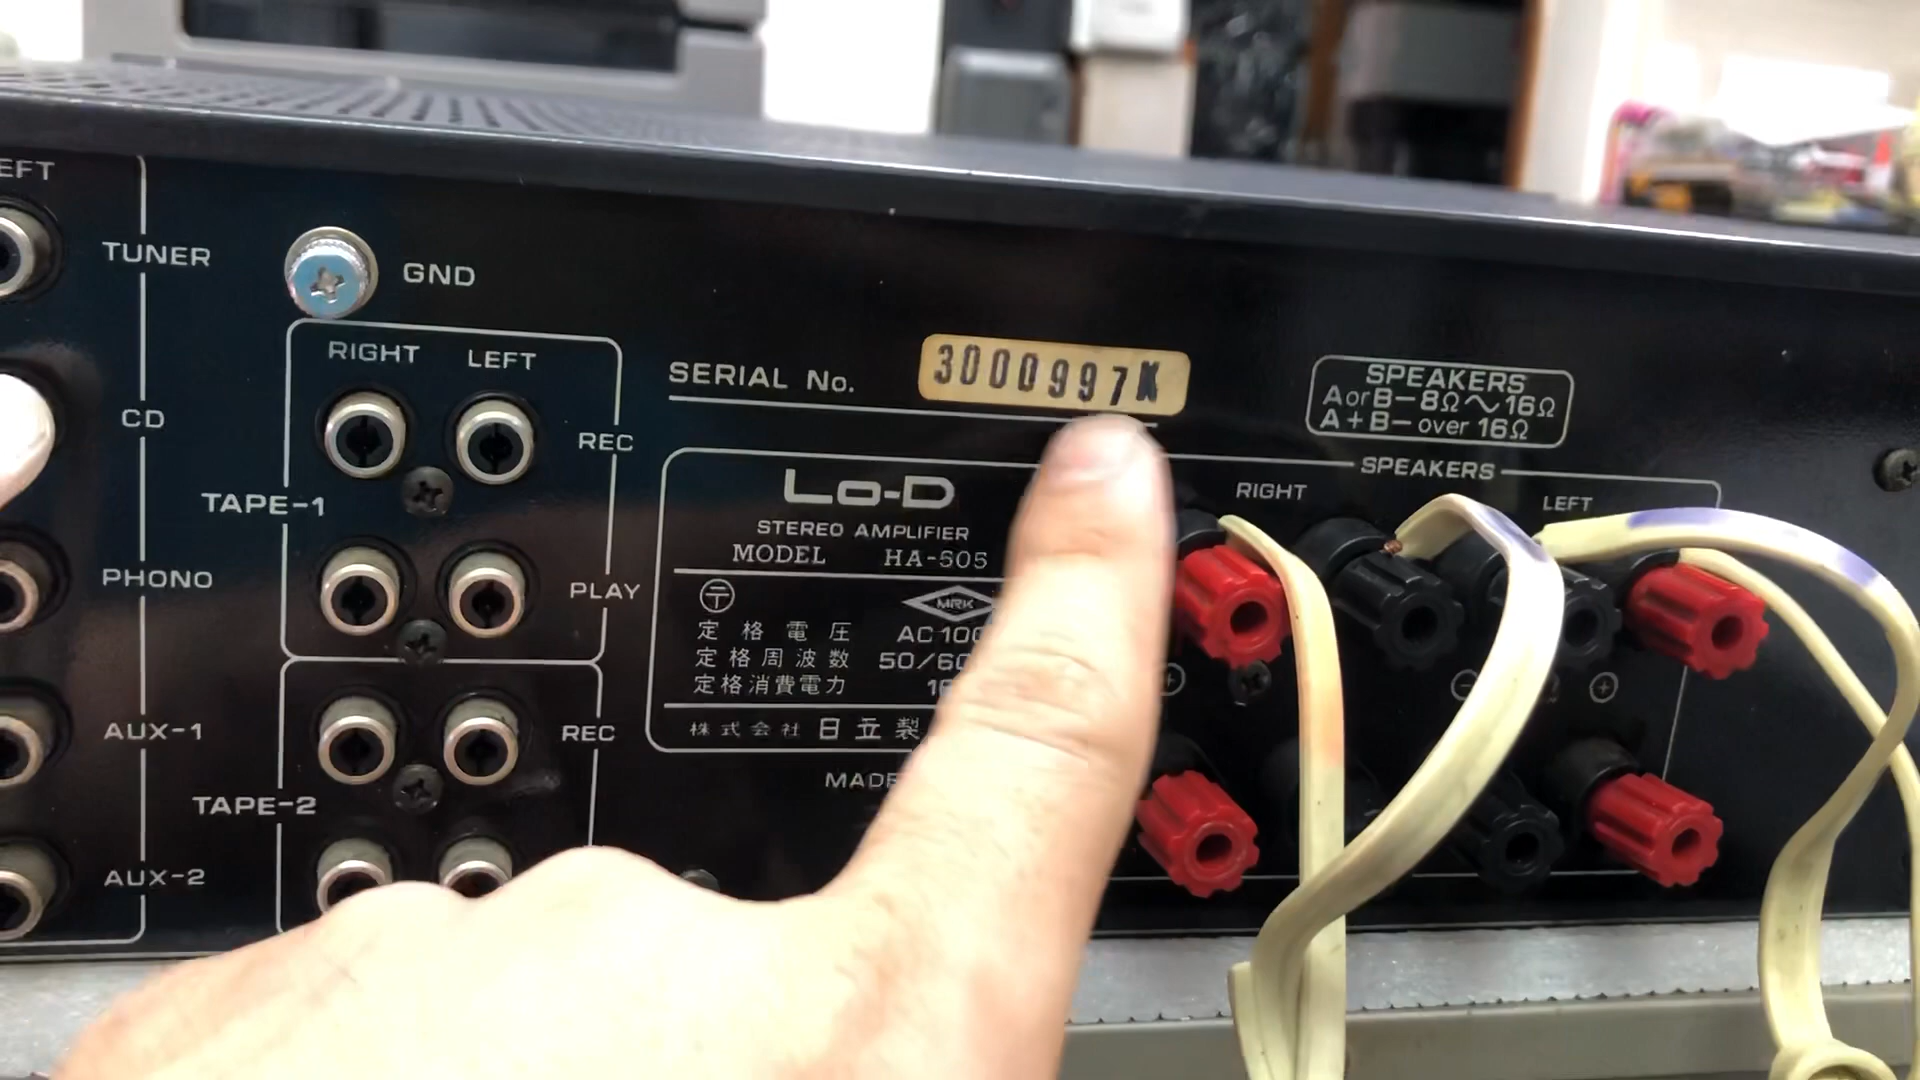 EFT
TUNER
GND
RIGHT LEFT
SERIAL No. 3000997K
SPEAKERS
A or B-8Ω～16Ω
A+B-over 16Ω
CD
REC
SPEAKERS
RIGHT LEFT
TAPE-1
Lo-D
STEREO AMPLIFIER
MODEL HA-505
PHONO
PLAY
〒 MRK
定格電圧 AC100
定格周波数 50/60
定格消費電力
株式会社 日立製
AUX-1
REC
MADE
TAPE-2
AUX-2